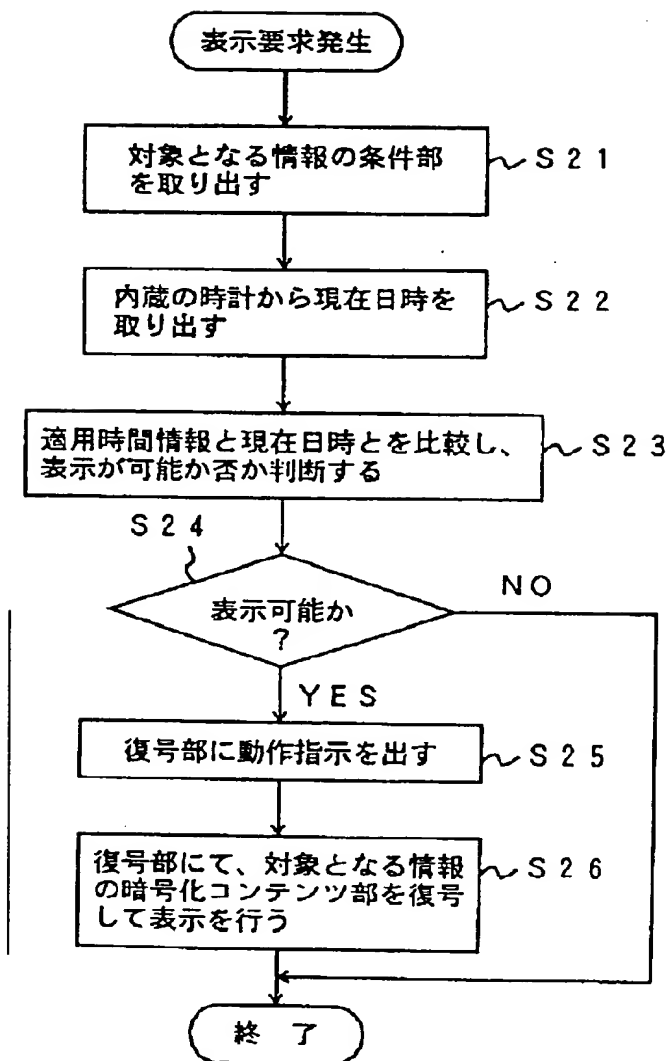 表示要求発生
対象となる情報の条件部
を取り出す
S21
内蔵の時計から現在日時を
取り出す
S22
適用時間情報と現在日時とを比較し、
表示が可能か否か判断する
S23
S24
表示可能か
?
NO
YES
復号部に動作指示を出す
S25
復号部にて、対象となる情報
の暗号化コンテンツ部を復号
して表示を行う
S26
終 了